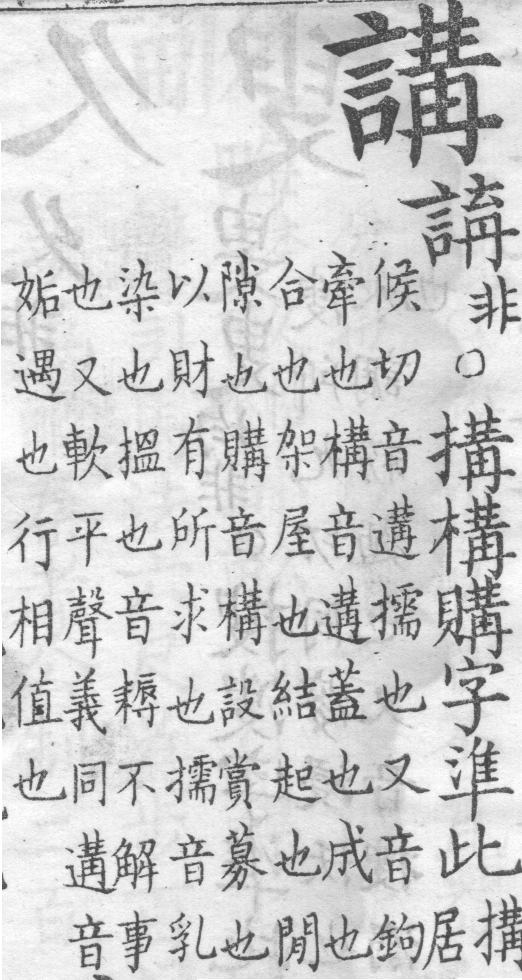 講
講非○搆構購字準此搆居
候切音遘擩也又音鉤
牽也構音遘蓋也成也
合也架屋也結起也閒
隙也購音構設賞募也
以財有所求也擩音乳
染也搵也音耨不解事
也又軟平聲義同遘音
姤遇也行相值也